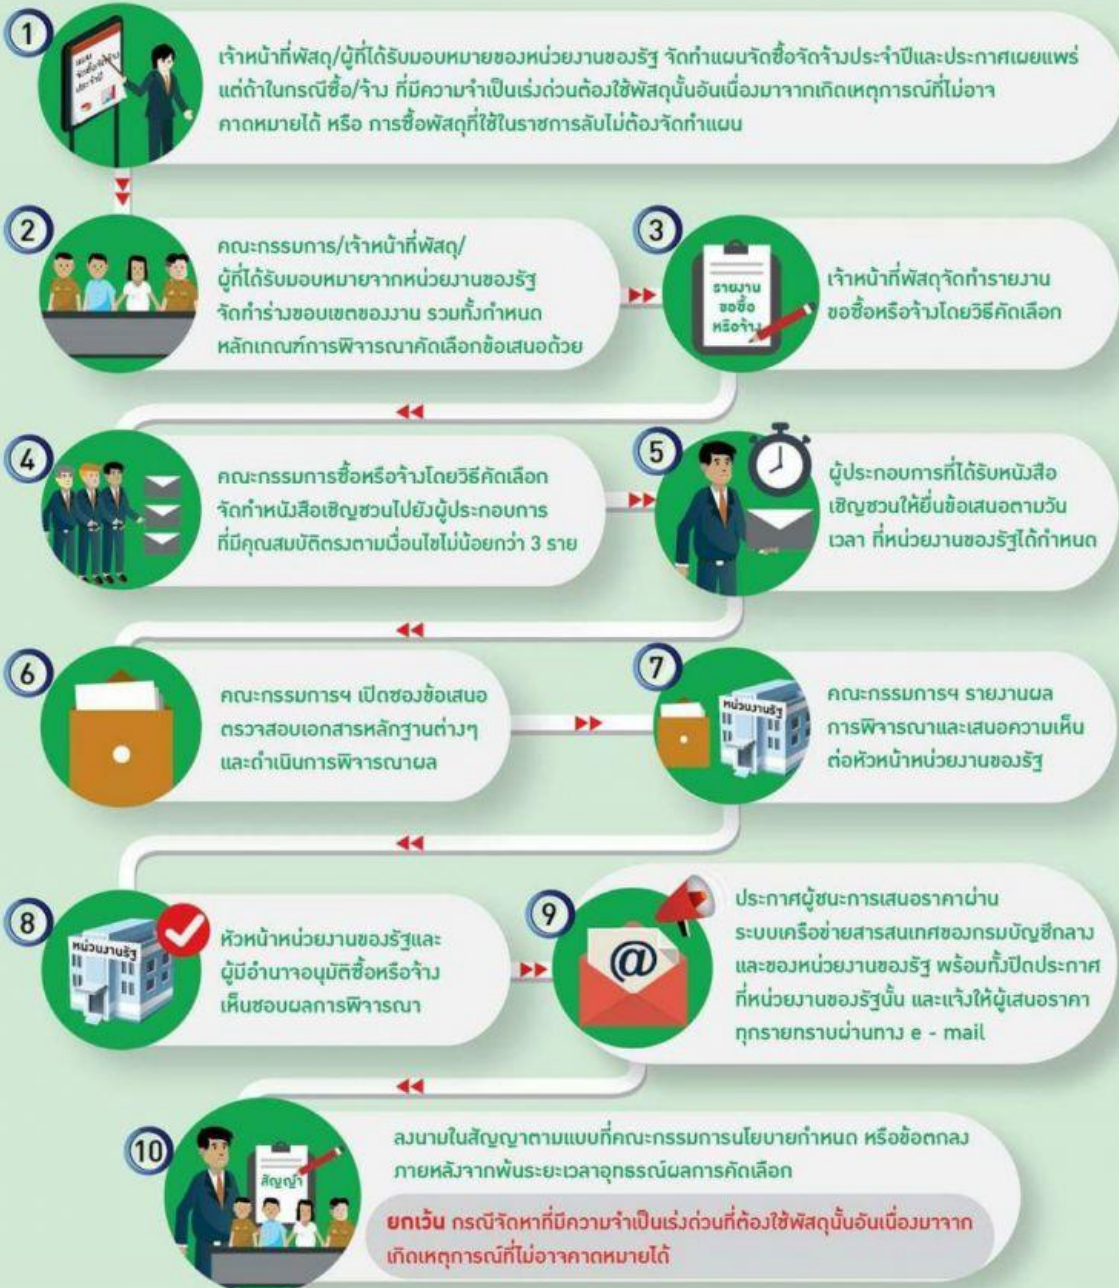 1
แผน
จัดซื้อจัดจ้าง
ประจำปี
เจ้าหน้าที่พัสดุ/ผู้ที่ได้รับมอบหมายของหน่วยงานของรัฐ จัดทำแผนจัดซื้อจัดจ้างประจำปีและประกาศเผยแพร่
แต่ถ้าในกรณีซื้อ/จ้าง ที่มีความจำเป็นเร่งด่วนต้องใช้พัสดุนั้นอันเนื่องมาจากเกิดเหตุการณ์ที่ไม่อาจ
คาดหมายได้ หรือ การซื้อพัสดุที่ใช้ในราชการลับไม่ต้องจัดทำแผน
2
คณะกรรมการ/เจ้าหน้าที่พัสดุ/
ผู้ที่ได้รับมอบหมายจากหน่วยงานของรัฐ
จัดทำร่างขอบเขตของงาน รวมทั้งกำหนด
หลักเกณฑ์การพิจารณาคัดเลือกข้อเสนอด้วย
3
รายงาน
ขอซื้อ
หรือจ้าง
เจ้าหน้าที่พัสดุจัดทำรายงาน
ขอซื้อหรือจ้างโดยวิธีคัดเลือก
4
คณะกรรมการซื้อหรือจ้างโดยวิธีคัดเลือก
จัดทำหนังสือเชิญชวนไปยังผู้ประกอบการ
ที่มีคุณสมบัติตรงตามเงื่อนไขไม่น้อยกว่า 3 ราย
5
ผู้ประกอบการที่ได้รับหนังสือ
เชิญชวนให้ยื่นข้อเสนอตามวัน
เวลา ที่หน่วยงานของรัฐได้กำหนด
6
คณะกรรมการฯ เปิดซองข้อเสนอ
ตรวจสอบเอกสารหลักฐานต่างๆ
และดำเนินการพิจารณาผล
7
หน่วยงานรัฐ
คณะกรรมการฯ รายงานผล
การพิจารณาและเสนอความเห็น
ต่อหัวหน้าหน่วยงานของรัฐ
8
หน่วยงานรัฐ
หัวหน้าหน่วยงานของรัฐและ
ผู้มีอำนาจอนุมัติซื้อหรือจ้าง
เห็นชอบผลการพิจารณา
9
@
ประกาศผู้ชนะการเสนอราคาผ่าน
ระบบเครือข่ายสารสนเทศของกรมบัญชีกลาง
และของหน่วยงานของรัฐ พร้อมทั้งปิดประกาศ
ที่หน่วยงานของรัฐนั้น และแจ้งให้ผู้เสนอราคา
ทุกรายทราบผ่านทาง e - mail
10
สัญญา
ลงนามในสัญญาตามแบบที่คณะกรรมการนโยบายกำหนด หรือข้อตกลง
ภายหลังจากพ้นระยะเวลาอุทธรณ์ผลการคัดเลือก
ยกเว้น กรณีจัดหาที่มีความจำเป็นเร่งด่วนที่ต้องใช้พัสดุนั้นอันเนื่องมาจาก
เกิดเหตุการณ์ที่ไม่อาจคาดหมายได้